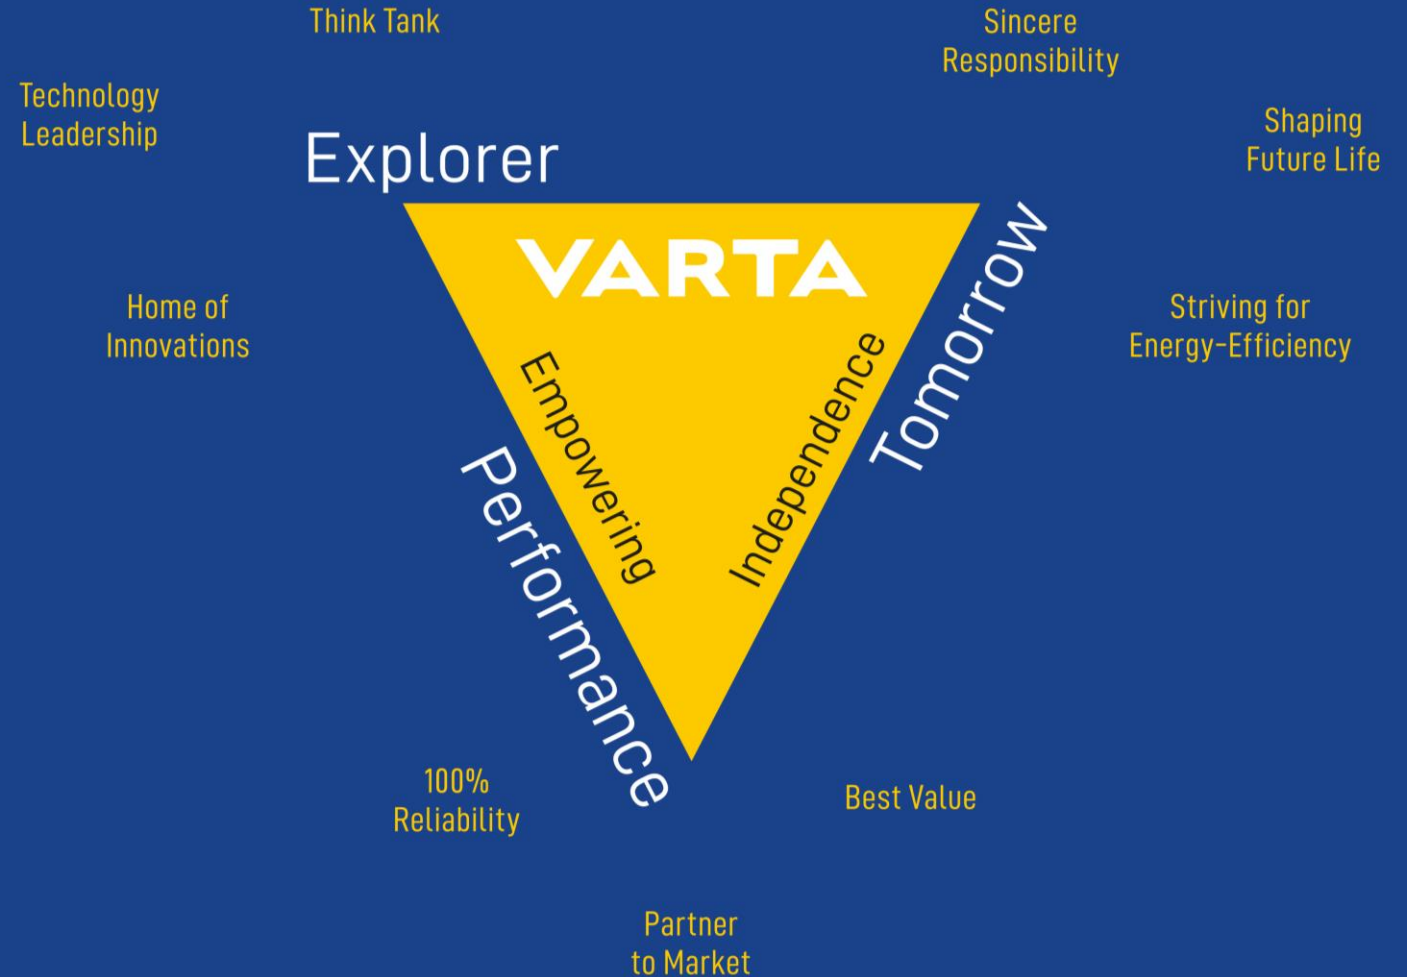 Think Tank
Sincere
Responsibility
Technology
Leadership
Shaping
Future Life
Explorer
VARTA
Tomorrow
Home of
Innovations
Striving for
Energy-Efficiency
Empowering
Independence
Performance
100%
Reliability
Best Value
Partner
to Market